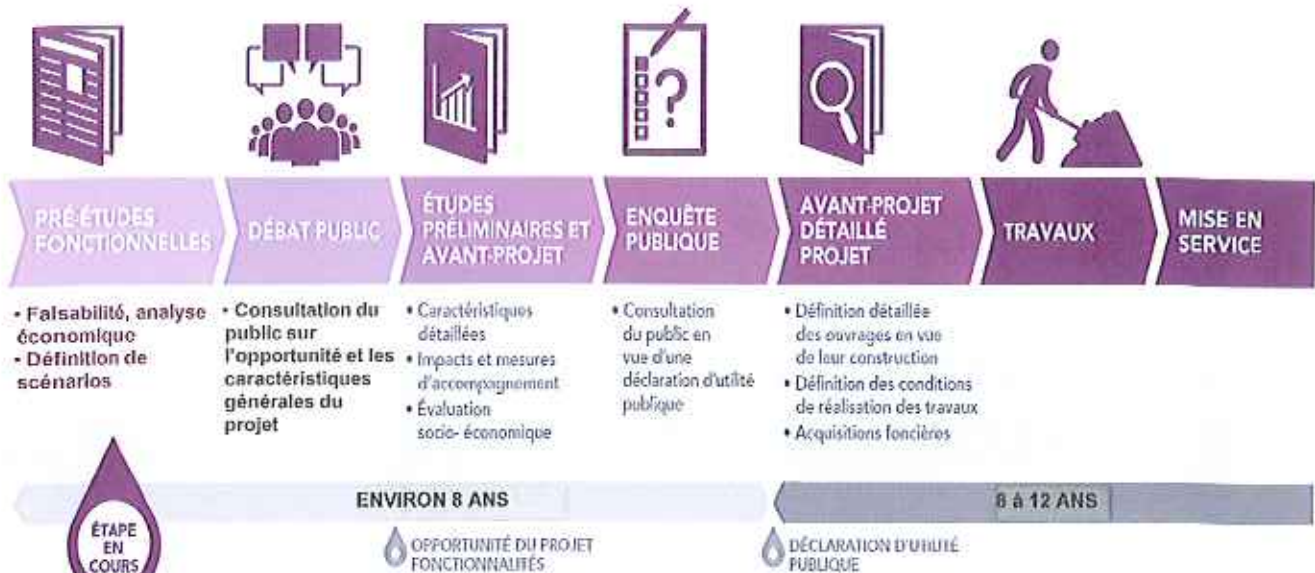 PRÉ-ÉTUDES
FONCTIONNELLES
DÉBAT PUBLIC
ÉTUDES
PRÉLIMINAIRES ET
AVANT-PROJET
ENQUÊTE
PUBLIQUE
AVANT-PROJET
DÉTAILLÉ
PROJET
TRAVAUX
MISE EN
SERVICE
• Faisabilité, analyse
économique
• Définition de
scénarios
• Consultation du
public sur
l'opportunité et les
caractéristiques
générales du
projet
• Caractéristiques
détaillées
• Impacts et mesures
d'accompagnement
• Évaluation
socio- économique
• Consultation
du public en
vue d'une
déclaration d'utilité
publique
• Définition détaillée
des ouvrages en vue
de leur construction
• Définition des conditions
de réalisation des travaux
• Acquisitions foncières
ENVIRON 8 ANS
8 à 12 ANS
ÉTAPE
EN
COURS
OPPORTUNITÉ DU PROJET
FONCTIONNALITÉS
DÉCLARATION D'UTILITÉ
PUBLIQUE